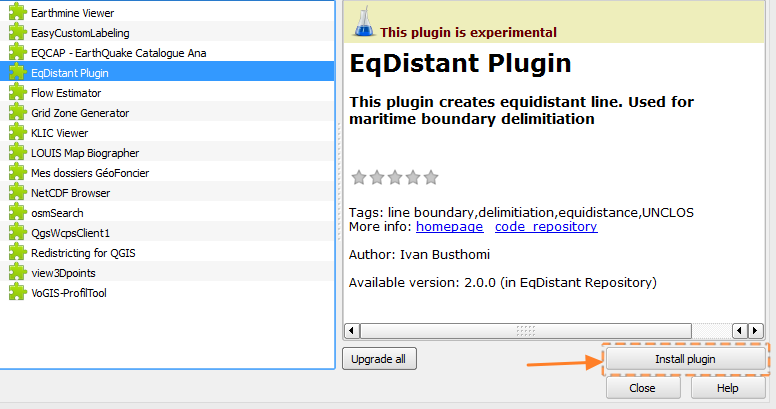 Earthmine Viewer
EasyCustomLabeling
EQCAP - EarthQuake Catalogue Ana
EqDistant Plugin
Flow Estimator
Grid Zone Generator
KLIC Viewer
LOUIS Map Biographer
Mes dossiers GéoFoncier
NetCDF Browser
osmSearch
QgsWcpsClient1
Redistricting for QGIS
view3Dpoints
VoGIS-ProfilTool
This plugin is experimental
EqDistant Plugin
This plugin creates equidistant line. Used for
maritime boundary delimitiation
Tags: line boundary,delimitiation,equidistance,UNCLOS
More info: homepage code_repository
Author: Ivan Busthomi
Available version: 2.0.0 (in EqDistant Repository)
Upgrade all
Install plugin
Close
Help